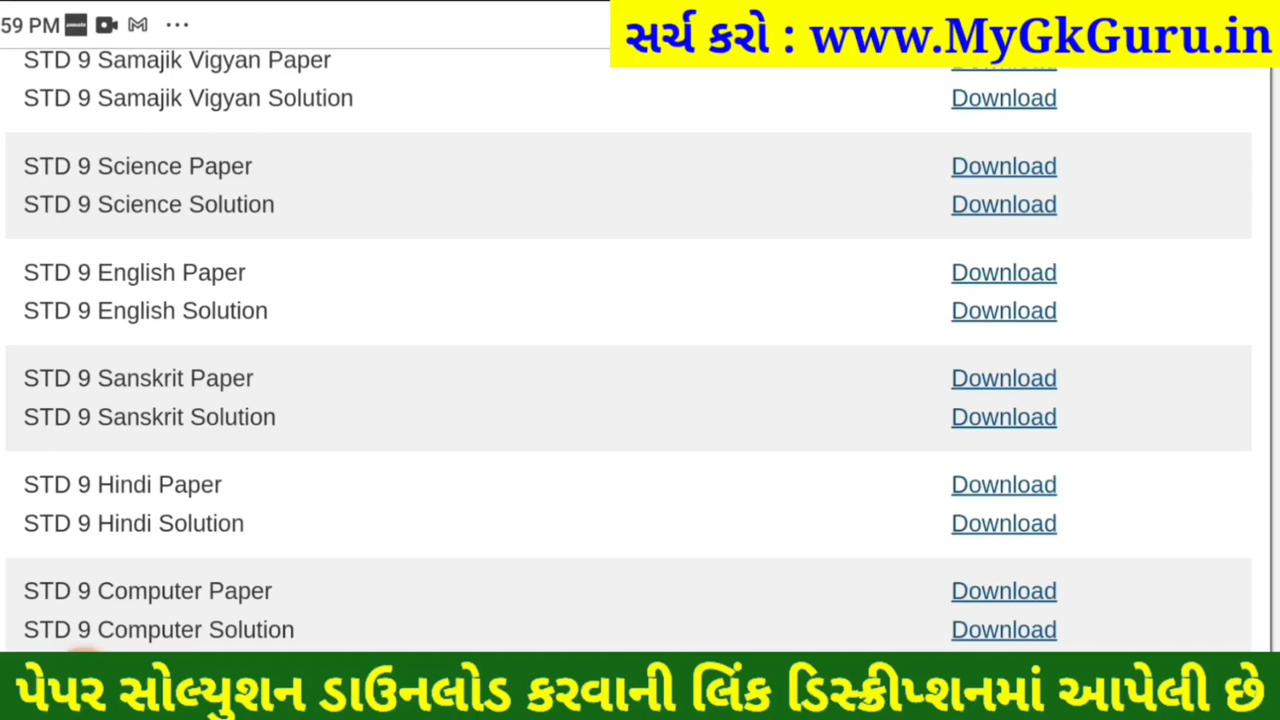 59 PM
સર્ચ કરો : www.MyGkGuru.in
STD 9 Samajik Vigyan Paper Download
STD 9 Samajik Vigyan Solution Download
STD 9 Science Paper Download
STD 9 Science Solution Download
STD 9 English Paper Download
STD 9 English Solution Download
STD 9 Sanskrit Paper Download
STD 9 Sanskrit Solution Download
STD 9 Hindi Paper Download
STD 9 Hindi Solution Download
STD 9 Computer Paper Download
STD 9 Computer Solution Download
પેપર સોલ્યુશન ડાઉનલોડ કરવાની લિંક ડિસ્ક્રીપ્શનમાં આપેલી છે